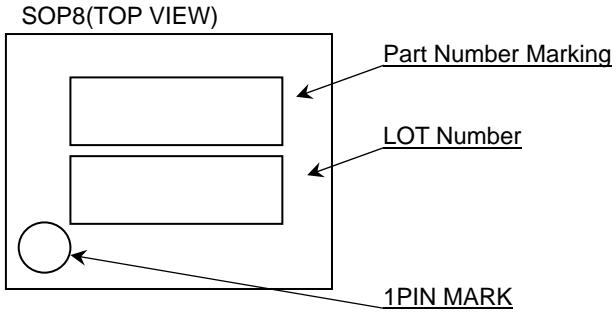 SOP8(TOP VIEW)
Part Number Marking
LOT Number
1PIN MARK